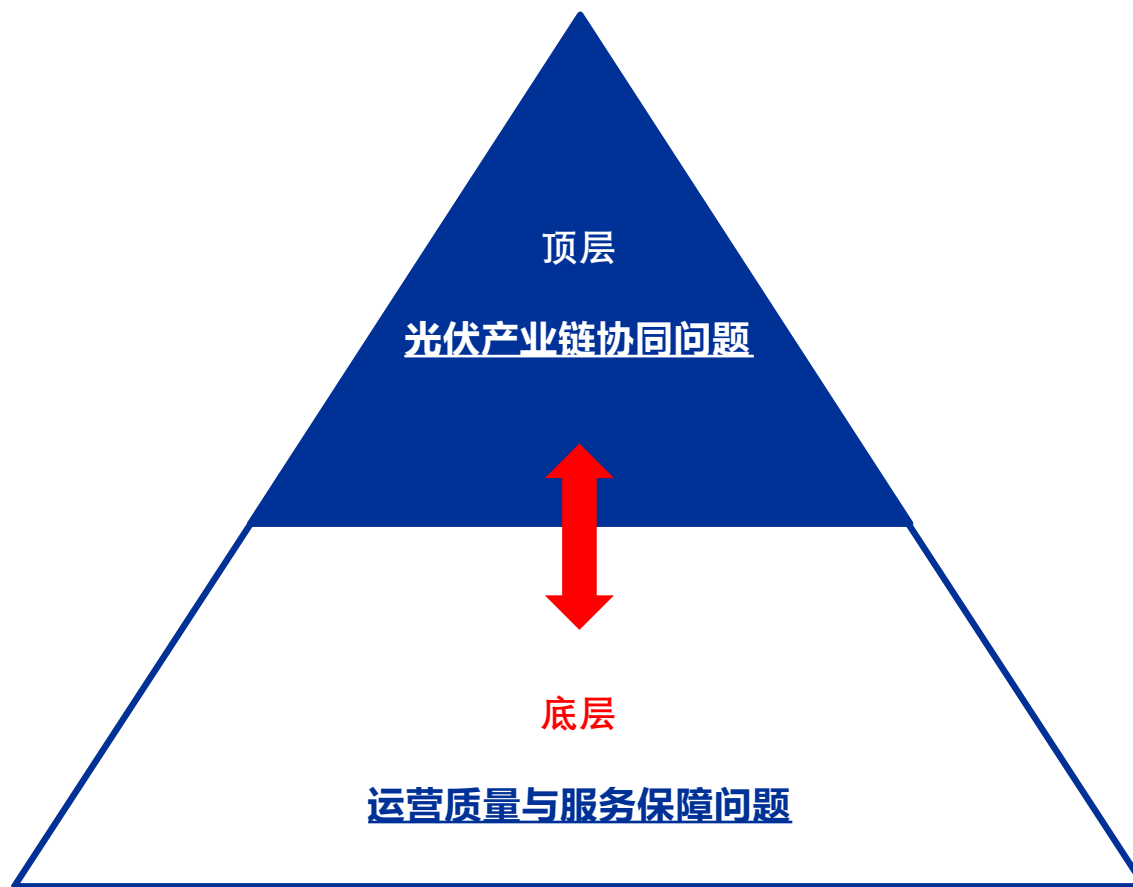 顶层
光伏产业链协同问题
底层
运营质量与服务保障问题